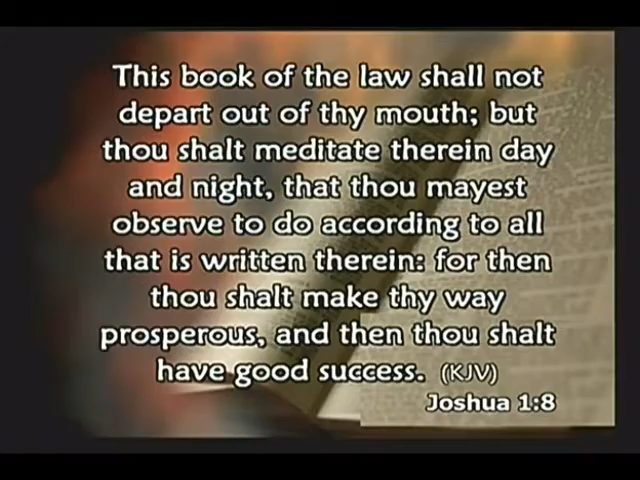 This book of the law shall not
depart out of thy mouth; but
thou shalt meditate therein day
and night, that thou mayest
observe to do according to all
that is written therein: for then
thou shalt make thy way
prosperous, and then thou shalt
have good success. (KJV)
Joshua 1:8